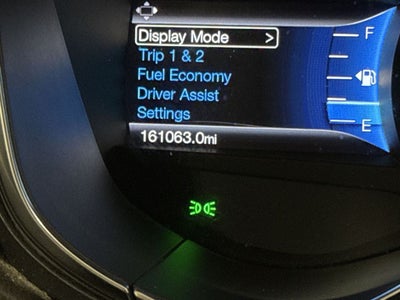 Display Mode >
F
Trip 1 & 2
Fuel Economy
Driver Assist
Settings
E
161063.0mi